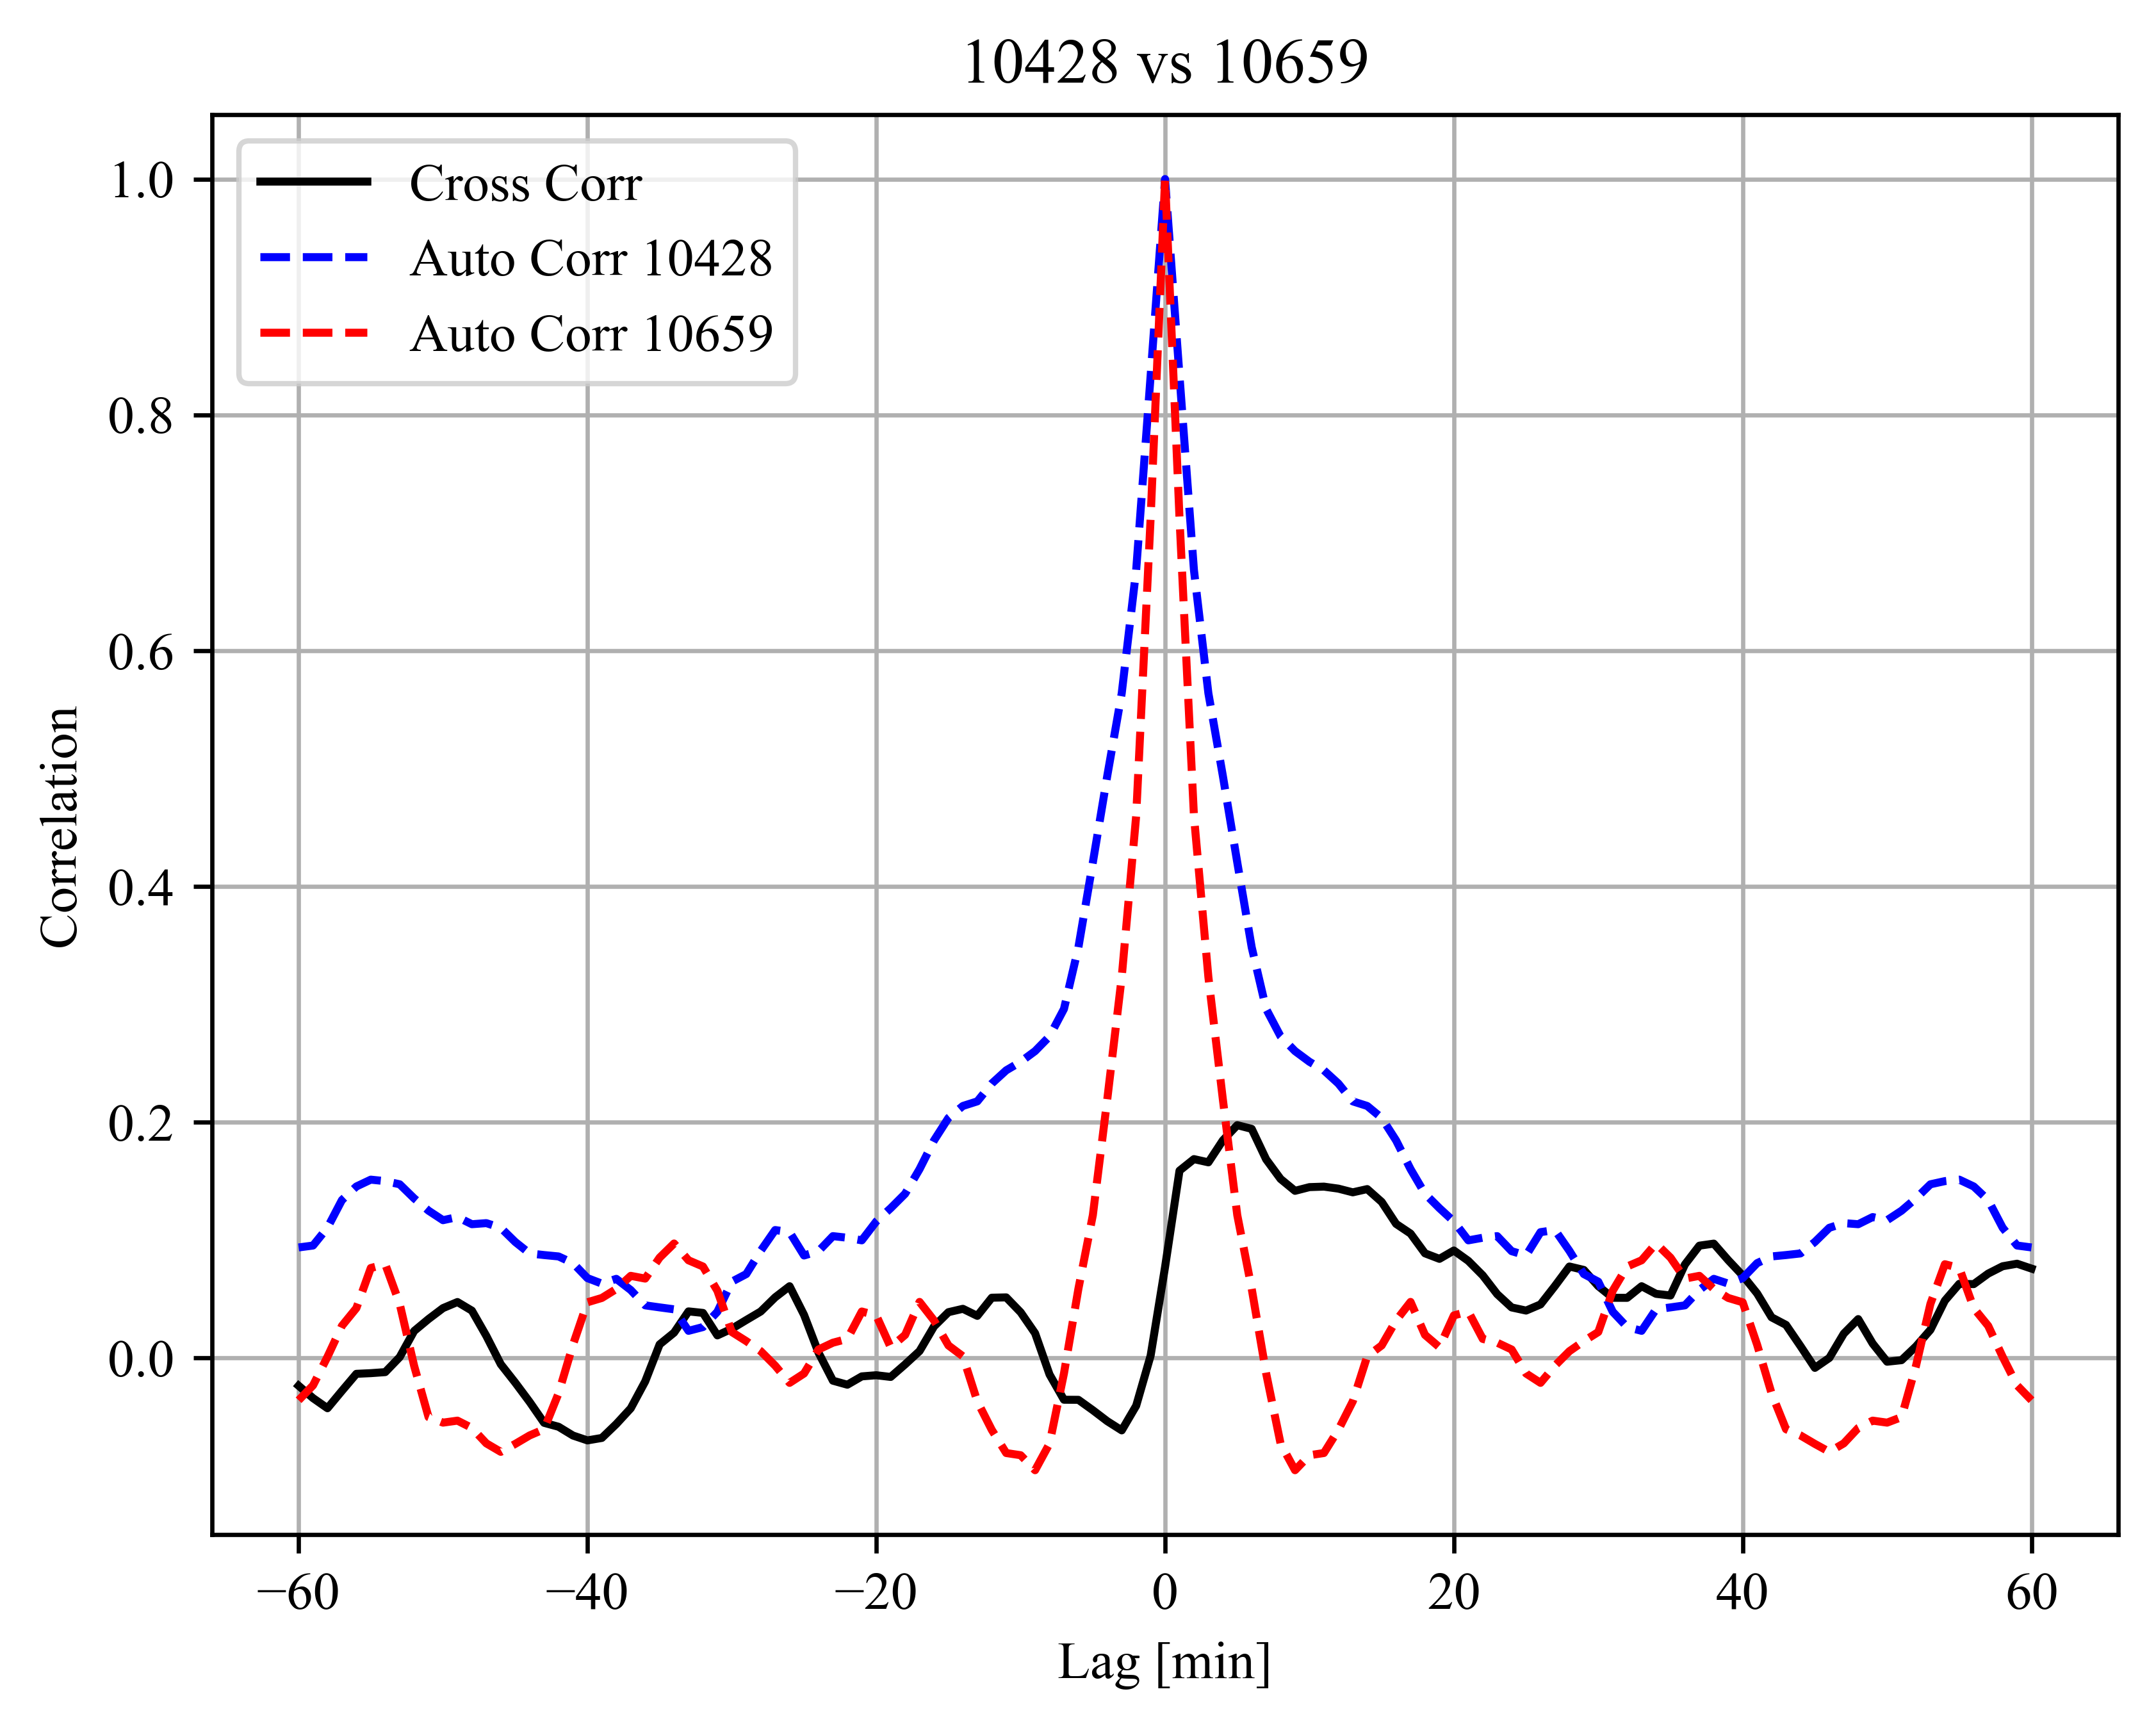 10428 vs 10659
Cross Corr
Auto Corr 10428
Auto Corr 10659
1.0
0.8
0.6
0.4
0.2
0.0
Correlation
−60 −40 −20 0 20 40 60
Lag [min]